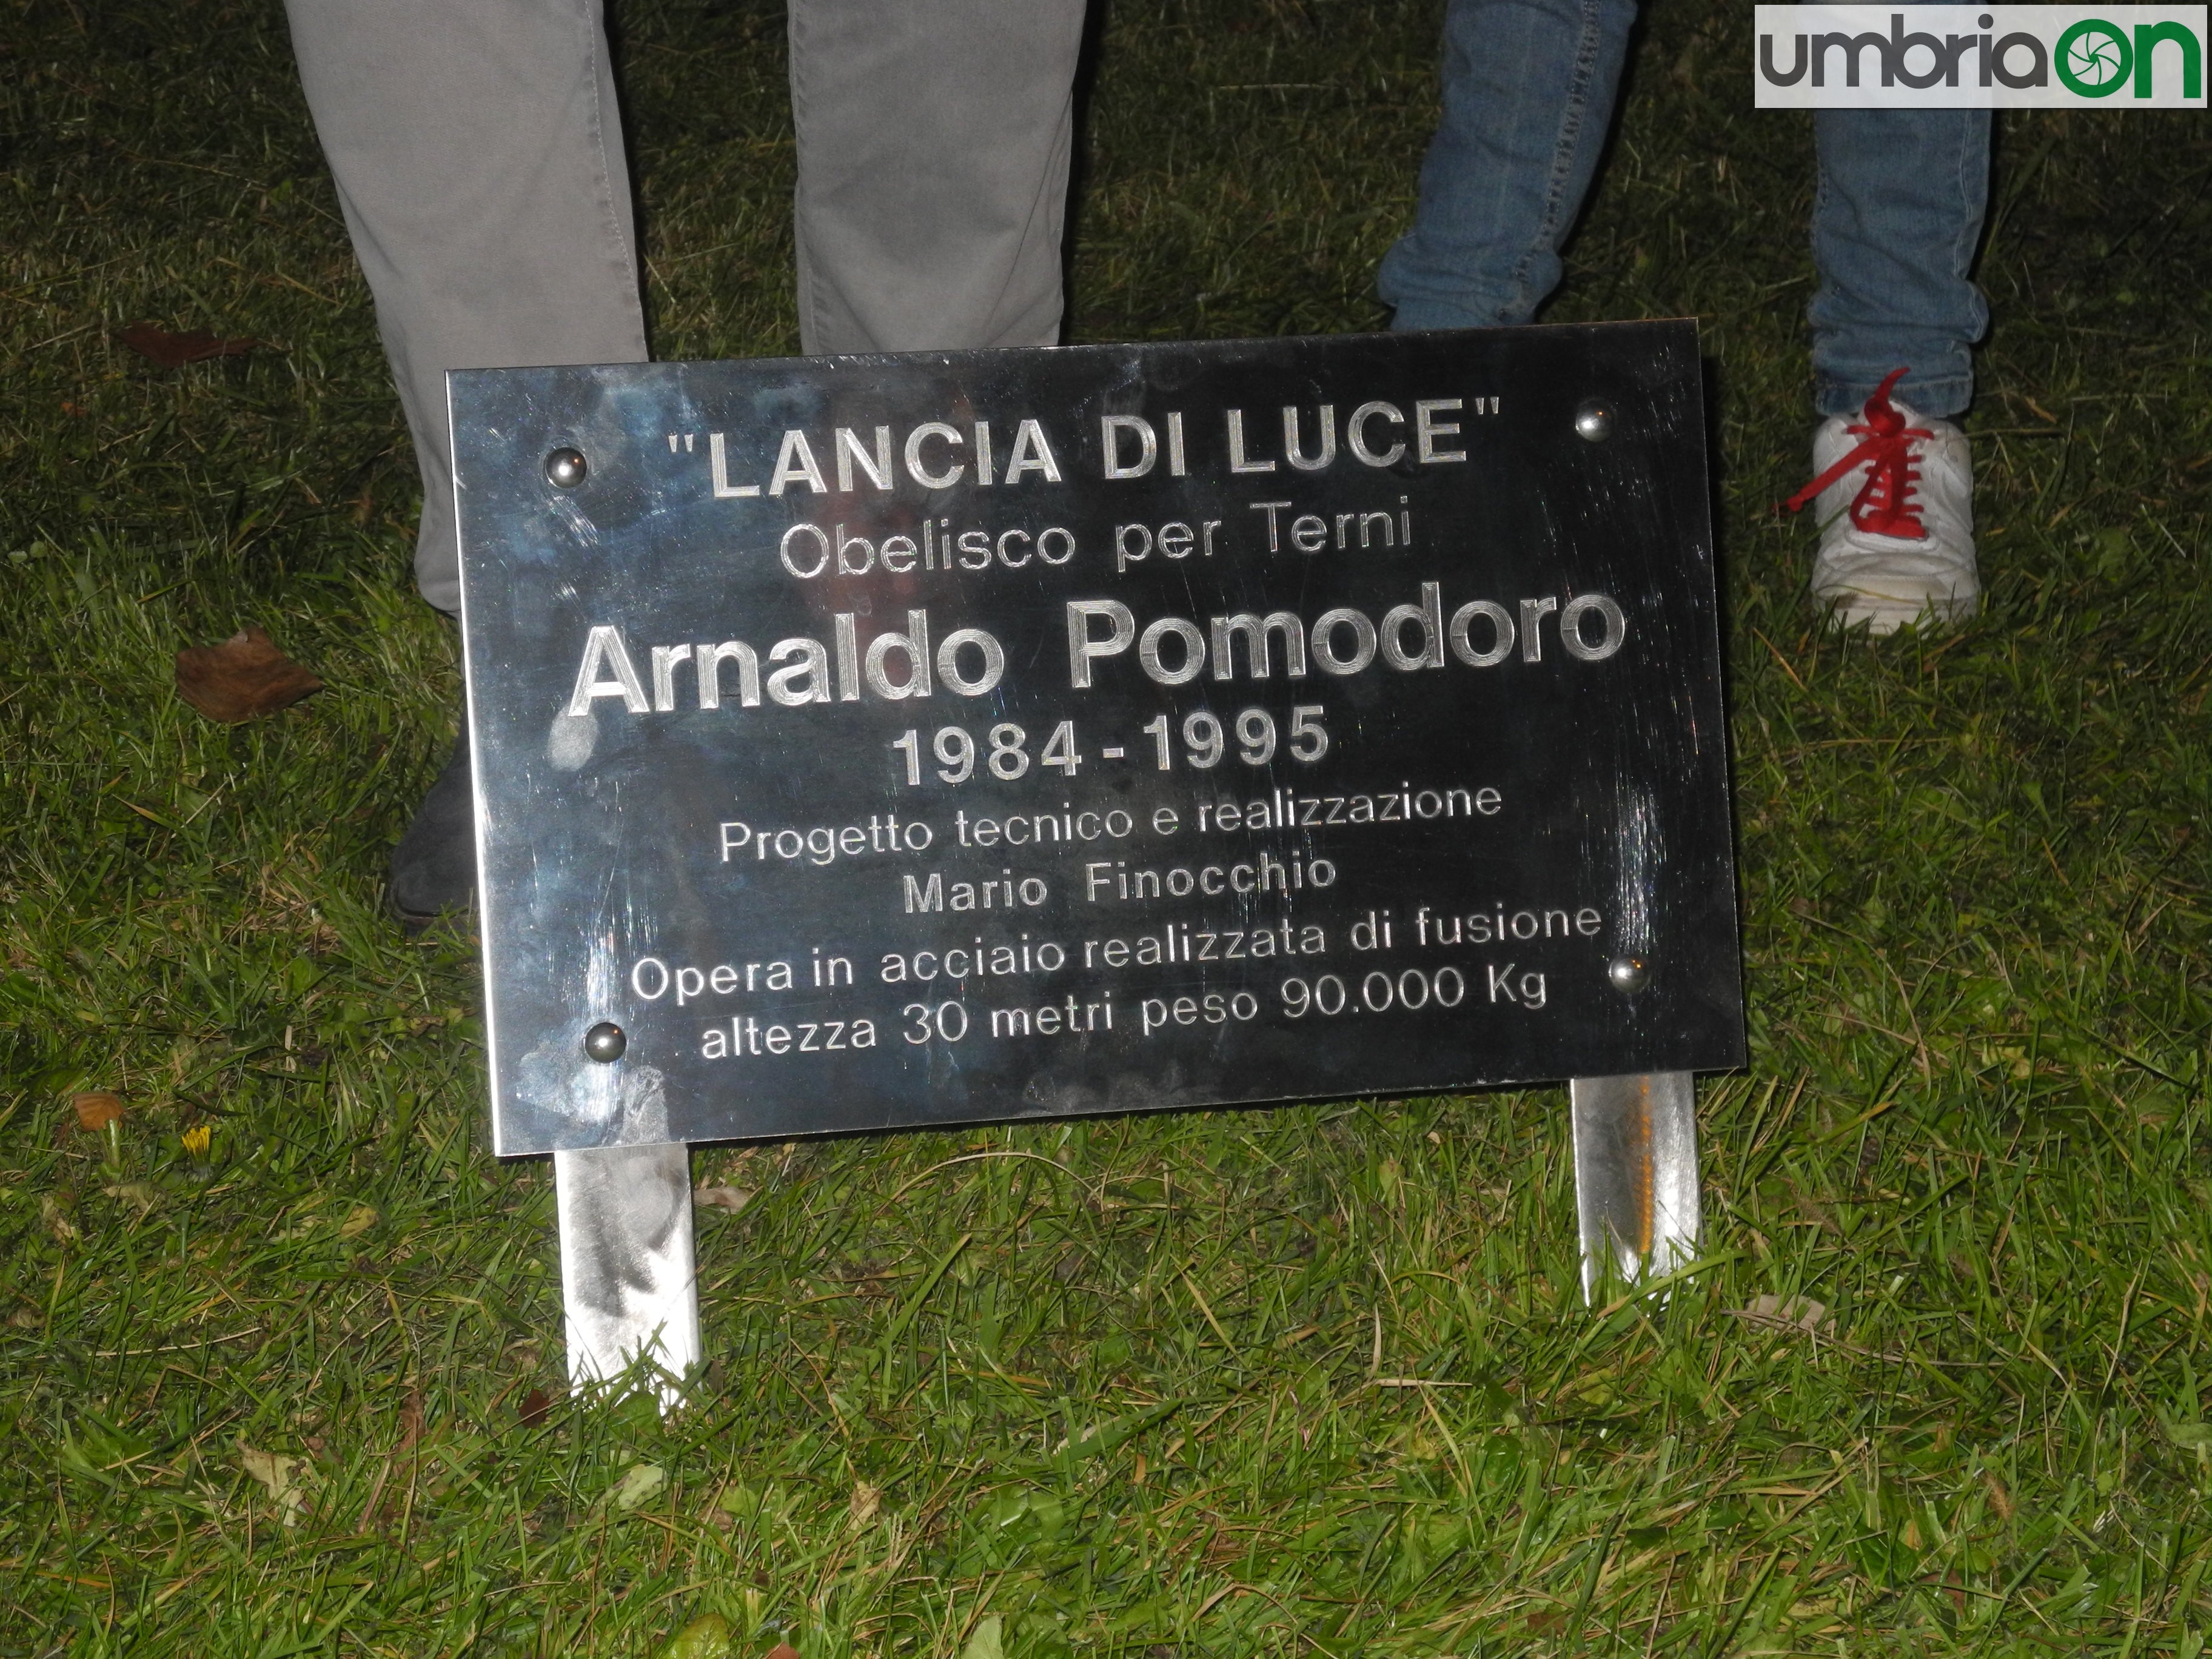 umbriaON
"LANCIA DI LUCE"
Obelisco per Terni
Arnaldo Pomodoro
1984-1995
Progetto tecnico e realizzazione
Mario Finocchio
Opera in acciaio realizzata di fusione
altezza 30 metri peso 90.000 Kg